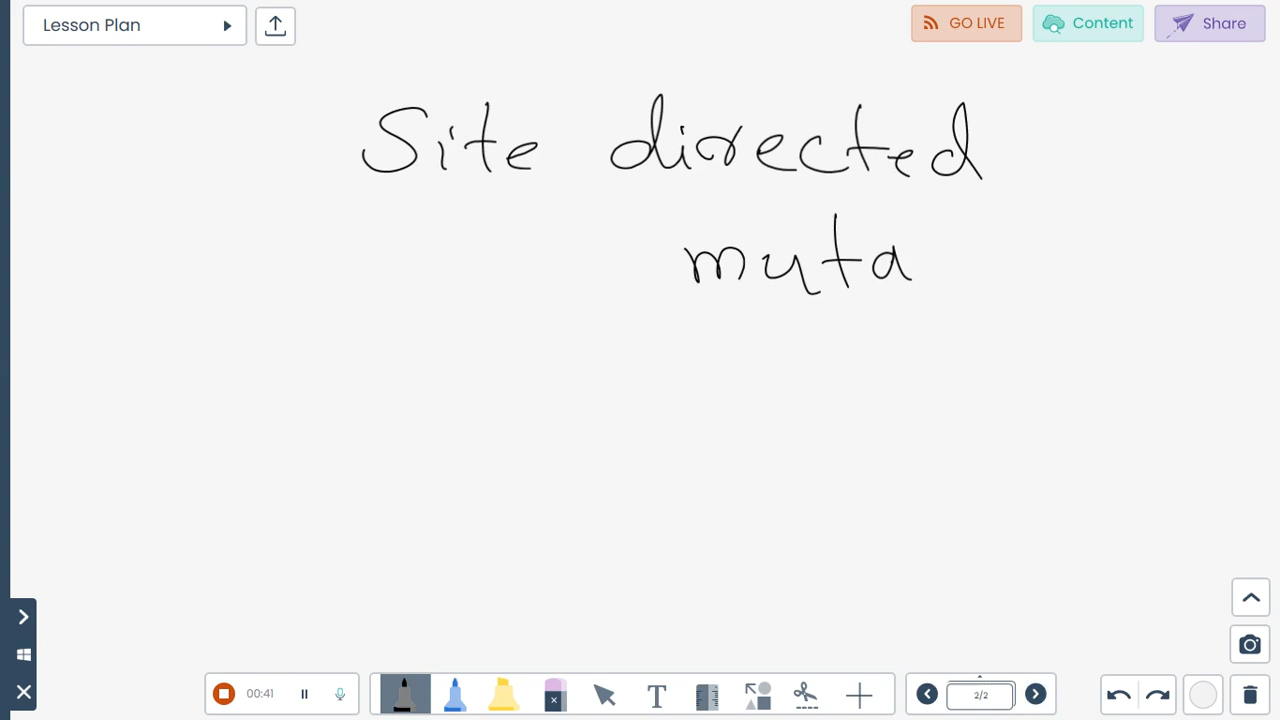 Lesson Plan
GO LIVE
Content
Share
Site directed
muta
00:41
T
2/2